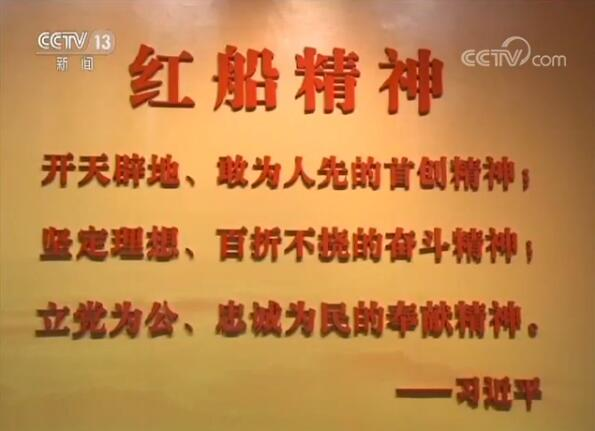 CCTV 13
新闻
CCTV.com
红船精神
开天辟地、敢为人先的首创精神；
坚定理想、百折不挠的奋斗精神；
立党为公、忠诚为民的奉献精神。
——习近平